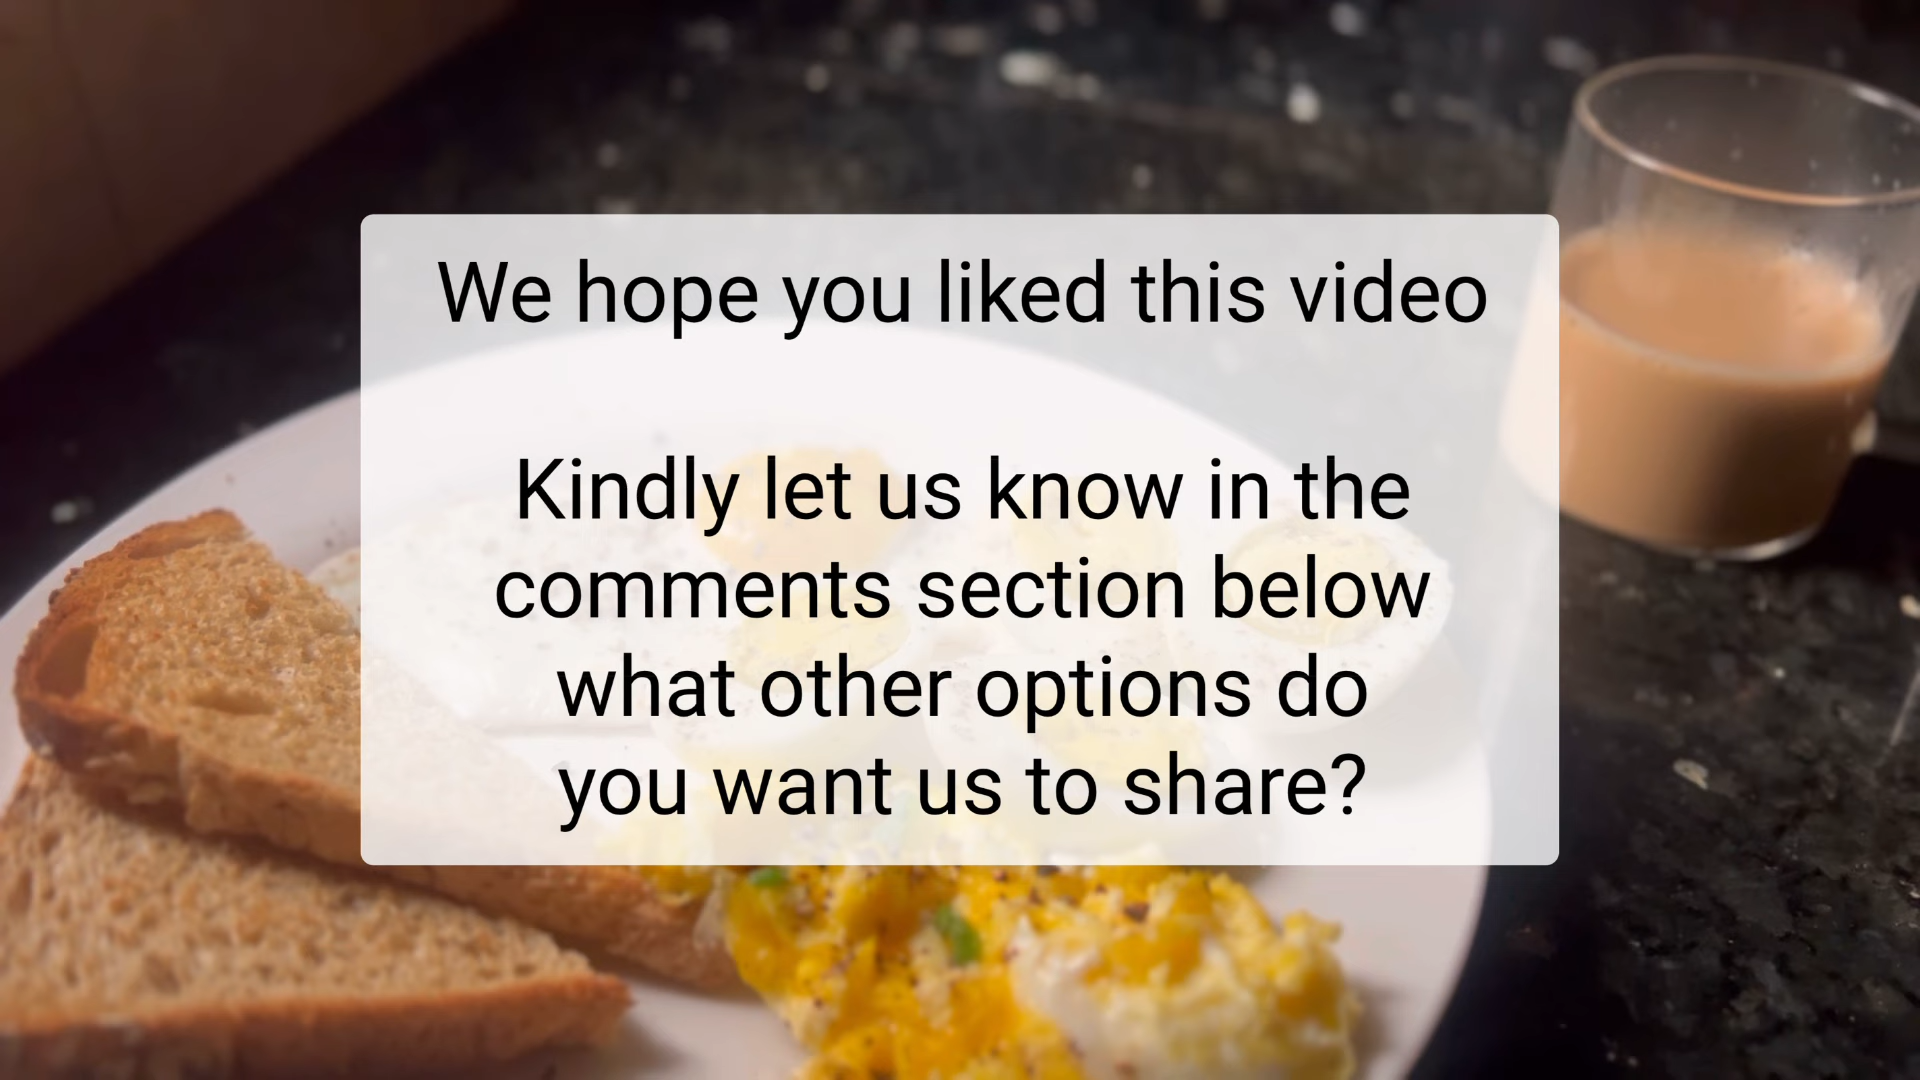 We hope you liked this video
Kindly let us know in the
comments section below
what other options do
you want us to share?